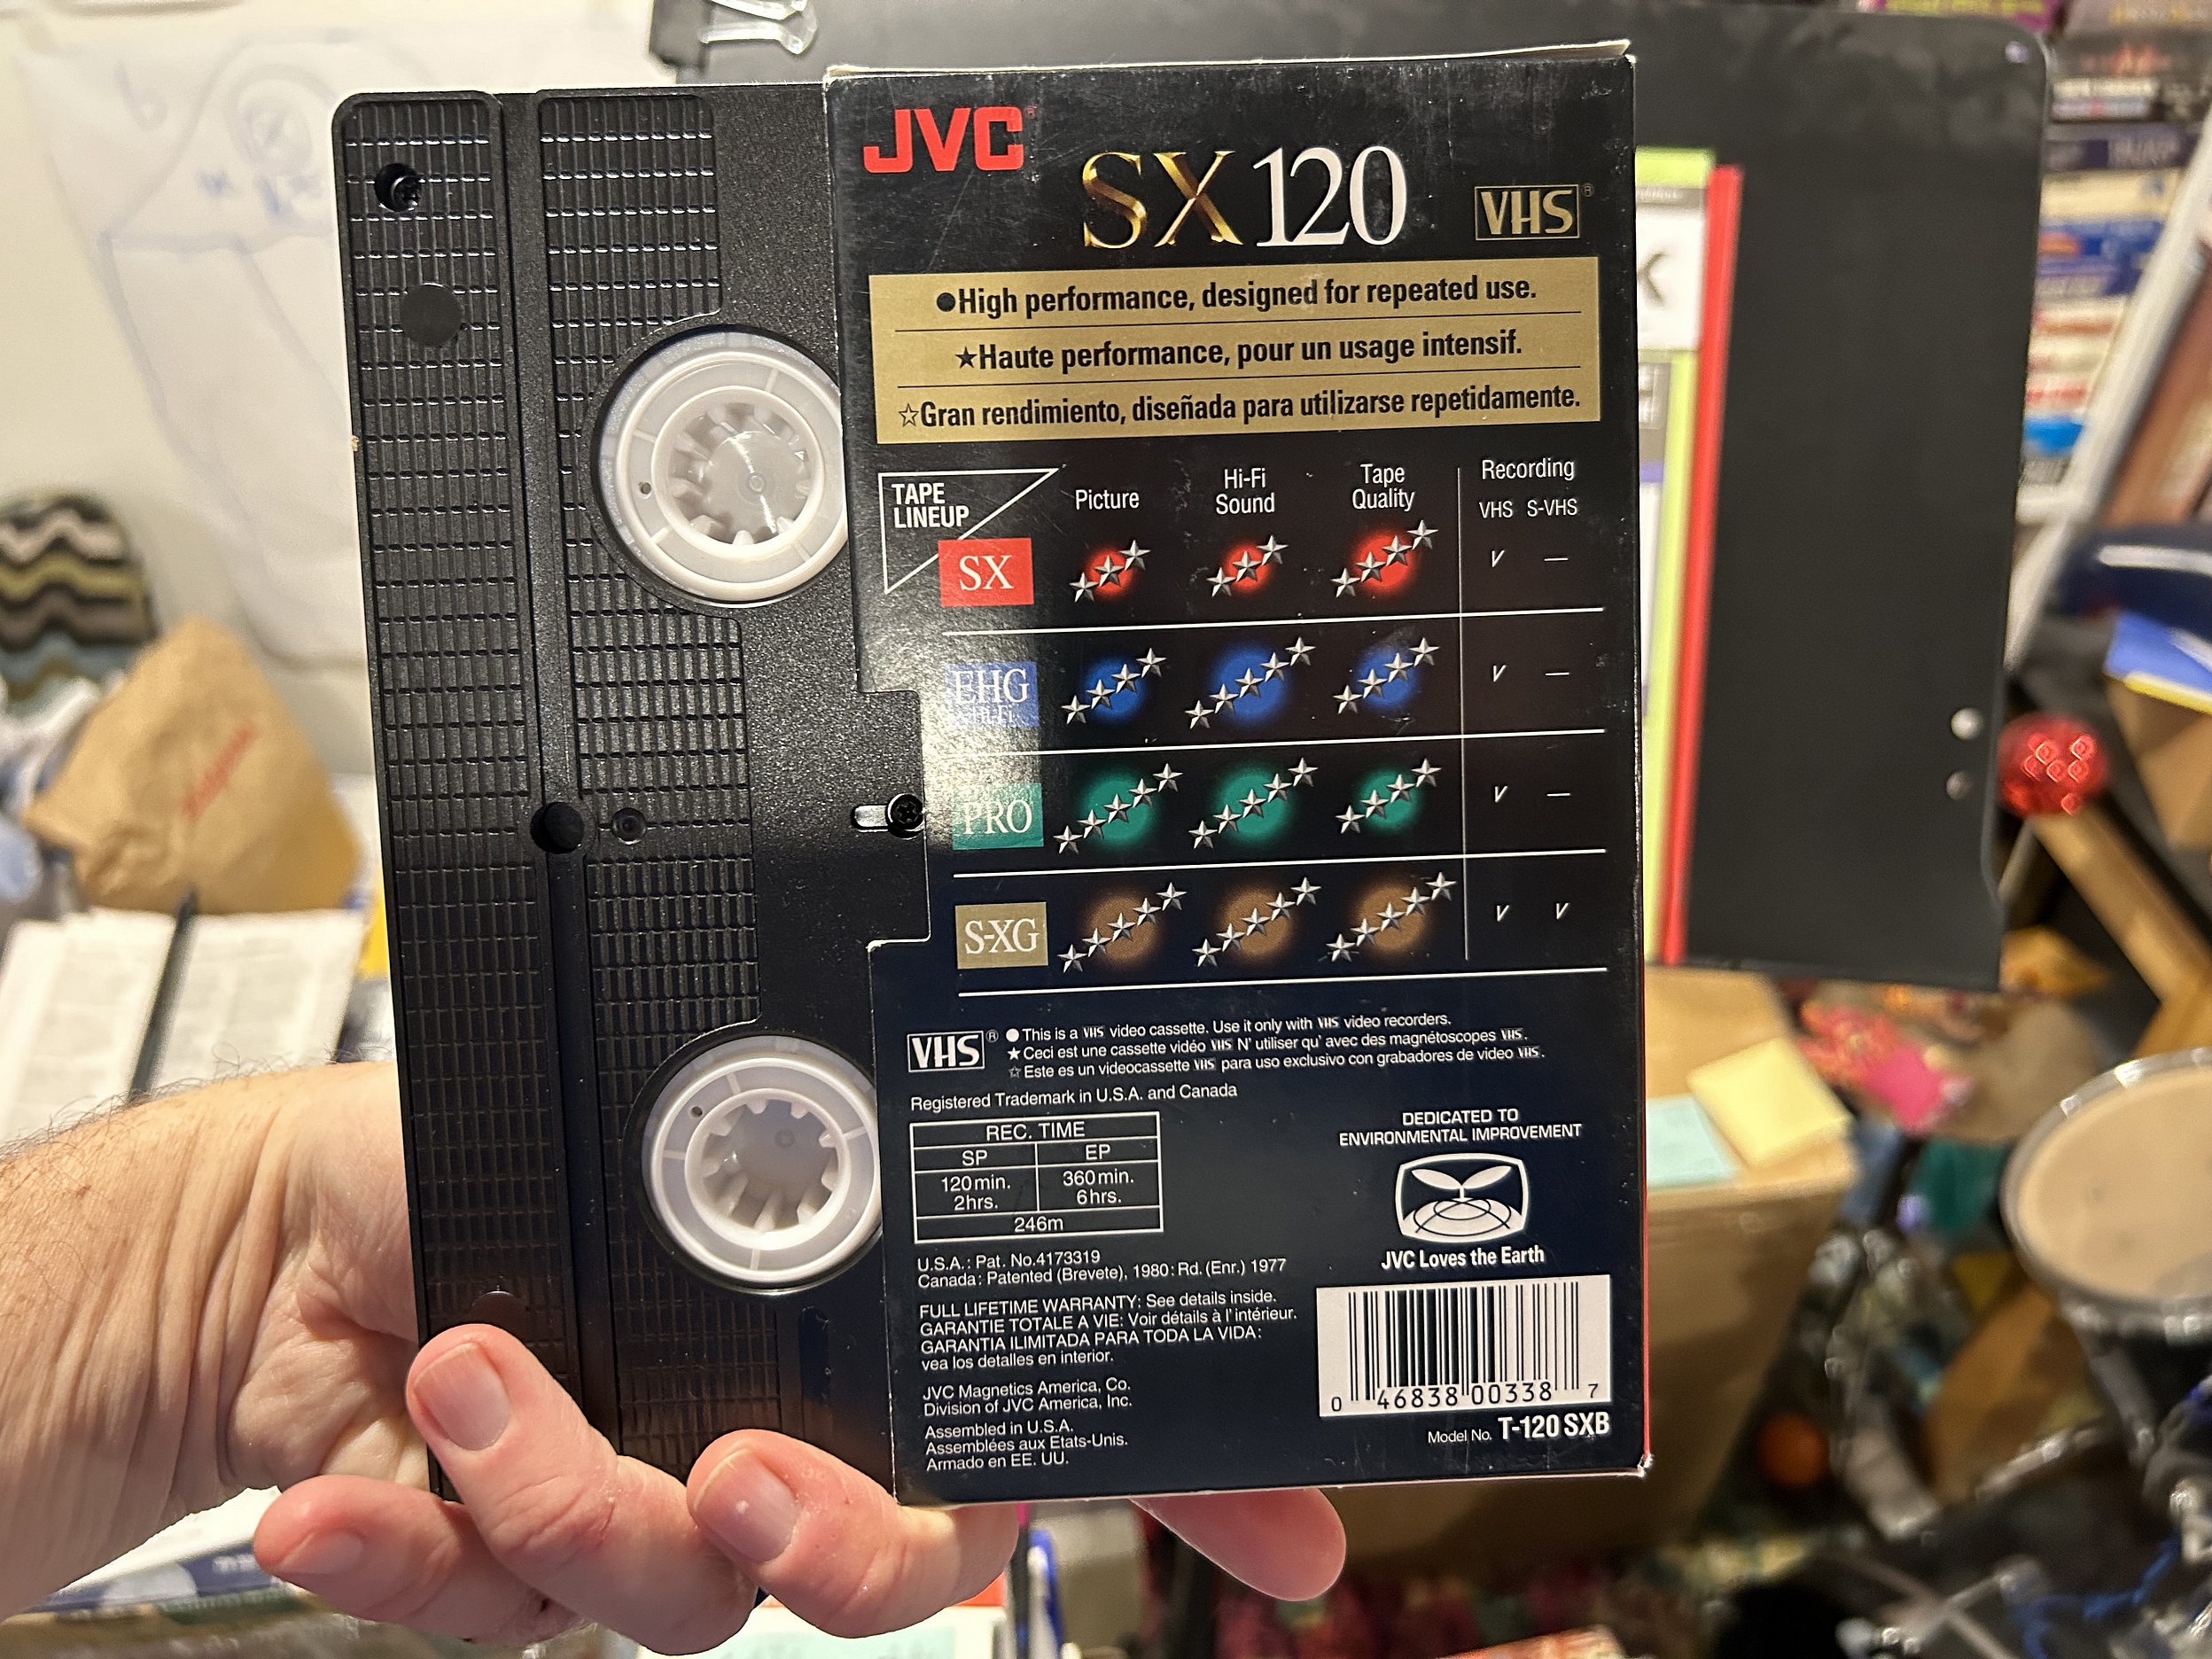 JVC
SX 120
VHS®
●High performance, designed for repeated use.
★Haute performance, pour un usage intensif.
☆Gran rendimiento, diseñada para utilizarse repetidamente.
TAPE
LINEUP
Picture
Hi-Fi
Sound
Tape
Quality
Recording
VHS S-VHS
SX
EHG
HI-FI
PRO
S-XG
VHS® ● This is a VHS video cassette. Use it only with VHS video recorders.
★ Ceci est une cassette vidéo VHS N' utiliser qu' avec des magnétoscopes VHS.
☆ Este es un videocassette VHS para uso exclusivo con grabadores de video VHS.
Registered Trademark in U.S.A. and Canada
REC. TIME
SP EP
120 min. 360 min.
2hrs. 6hrs.
246m
DEDICATED TO
ENVIRONMENTAL IMPROVEMENT
JVC Loves the Earth
U.S.A.: Pat. No.4173319
Canada: Patented (Brevete), 1980: Rd. (Enr.) 1977
FULL LIFETIME WARRANTY: See details inside.
GARANTIE TOTALE A VIE: Voir détails à l' intérieur.
GARANTIA ILIMITADA PARA TODA LA VIDA:
vea los detalles en interior.
JVC Magnetics America, Co.
Division of JVC America, Inc.
Assembled in U.S.A.
Assemblées aux Etats-Unis.
Armado en EE. UU.
0 46838 00338 7
Model No. T-120 SXB